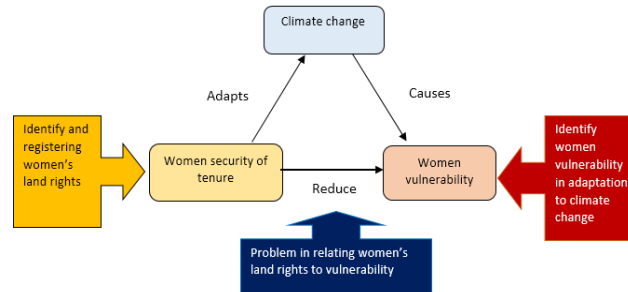 Climate change
Adapts
Causes
Identify and
registering
women's
land rights
Women security of
tenure
Reduce
Women
vulnerability
Identify
women
vulnerability
in adaptation
to climate
change
Problem in relating women's
land rights to vulnerability